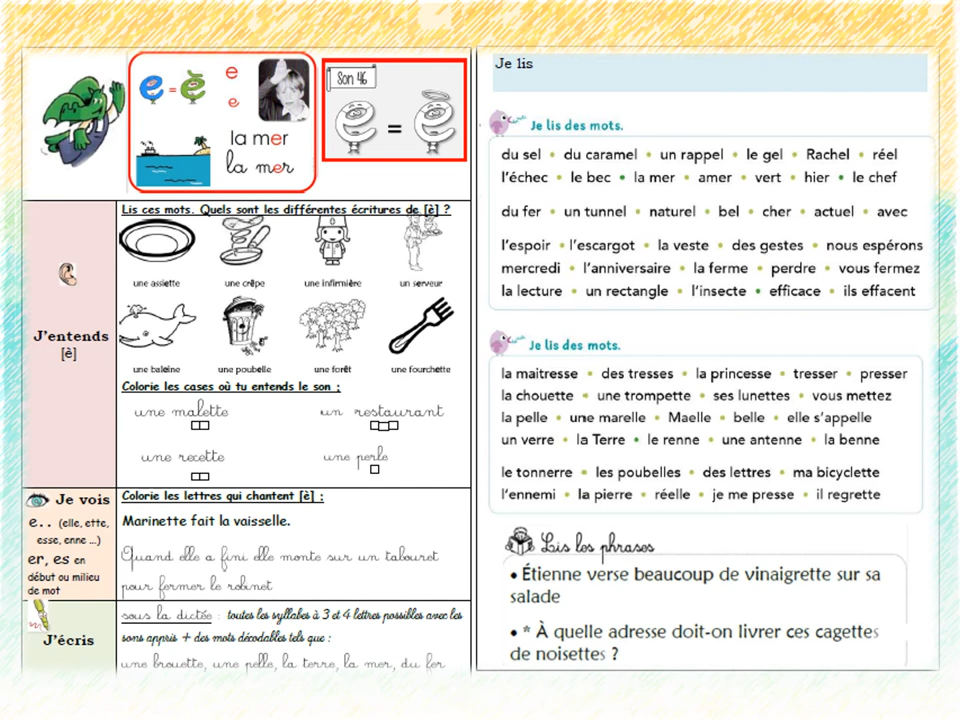 e = è
e
e
la mer
la mer
Son 46
e = e
Lis ces mots. Quels sont les différentes écritures de [è] ?
une assiette une crêpe une infirmière un serveur
une baleine une poubelle une forêt une fourchette
J'entends
[è]
Colorie les cases où tu entends le son ;
une malette un restaurant
une recette une perle
Je vois
e.. (elle, ette,
esse, enne ...)
er, es en
début ou milieu
de mot
Colorie les lettres qui chantent [è] :
Marinette fait la vaisselle.
Quand elle a fini elle monte sur un tabouret
pour fermer le robinet
J'écris
sous la dictée : toutes les syllabes à 3 et 4 lettres possibles avec les
sons appris + des mots décodables tels que :
une brouette, une pelle, la terre, la mer, du fer
Je lis
Je lis des mots.
du sel • du caramel • un rappel • le gel • Rachel • réel
l'échec • le bec • la mer • amer • vert • hier • le chef
du fer • un tunnel • naturel • bel • cher • actuel • avec
l'espoir • l'escargot • la veste • des gestes • nous espérons
mercredi • l'anniversaire • la ferme • perdre • vous fermez
la lecture • un rectangle • l'insecte • efficace • ils effacent
Je lis des mots.
la maitresse • des tresses • la princesse • tresser • presser
la chouette • une trompette • ses lunettes • vous mettez
la pelle • une marelle • Maelle • belle • elle s'appelle
un verre • la Terre • le renne • une antenne • la benne
le tonnerre • les poubelles • des lettres • ma bicyclette
l'ennemi • la pierre • réelle • je me presse • il regrette
Lis les phrases
• Étienne verse beaucoup de vinaigrette sur sa
salade
• * À quelle adresse doit-on livrer ces cagettes
de noisettes ?